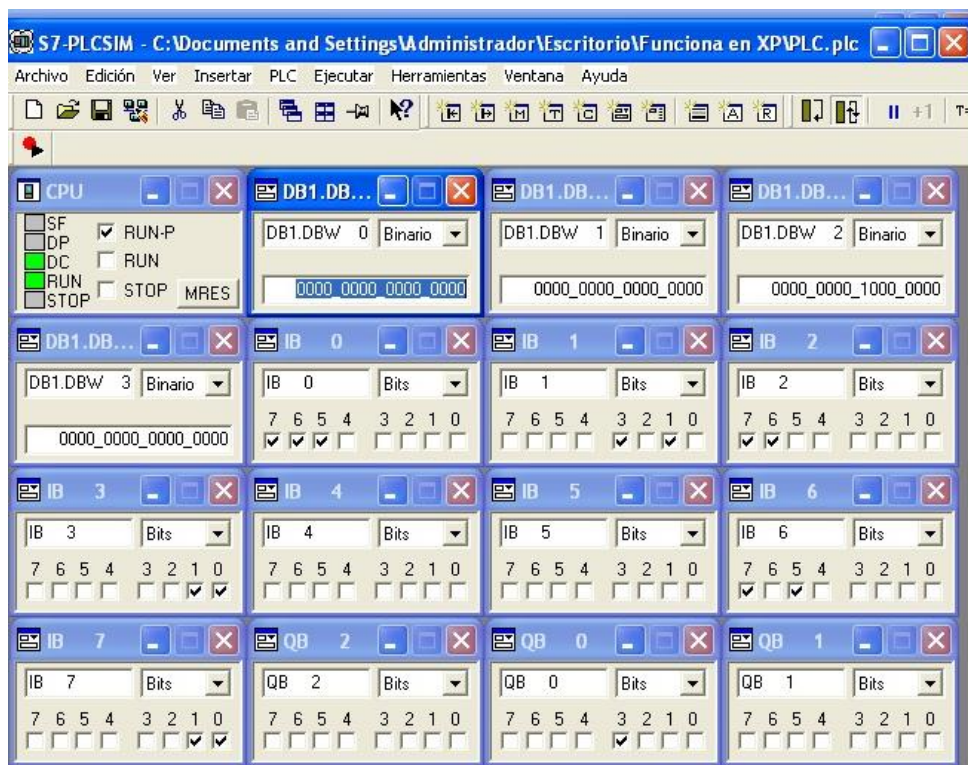 S7-PLCSIM - C:\Documents and Settings\Administrador\Escritorio\Funciona en XP\PLC.plc
Archivo Edición Ver Insertar PLC Ejecutar Herramientas Ventana Ayuda
+1 T=
CPU
SF
DP
DC
RUN
STOP
RUN-P
RUN
STOP MRES
DB1.DB...
DB1.DBW 0 Binario
0000_0000_0000_0000
DB1.DB...
DB1.DBW 1 Binario
0000_0000_0000_0000
DB1.DB...
DB1.DBW 2 Binario
0000_0000_1000_0000
DB1.DB...
DB1.DBW 3 Binario
0000_0000_0000_0000
IB 0
IB 0 Bits
7 6 5 4 3 2 1 0
IB 1
IB 1 Bits
7 6 5 4 3 2 1 0
IB 2
IB 2 Bits
7 6 5 4 3 2 1 0
IB 3
IB 3 Bits
7 6 5 4 3 2 1 0
IB 4
IB 4 Bits
7 6 5 4 3 2 1 0
IB 5
IB 5 Bits
7 6 5 4 3 2 1 0
IB 6
IB 6 Bits
7 6 5 4 3 2 1 0
IB 7
IB 7 Bits
7 6 5 4 3 2 1 0
QB 2
QB 2 Bits
7 6 5 4 3 2 1 0
QB 0
QB 0 Bits
7 6 5 4 3 2 1 0
QB 1
QB 1 Bits
7 6 5 4 3 2 1 0